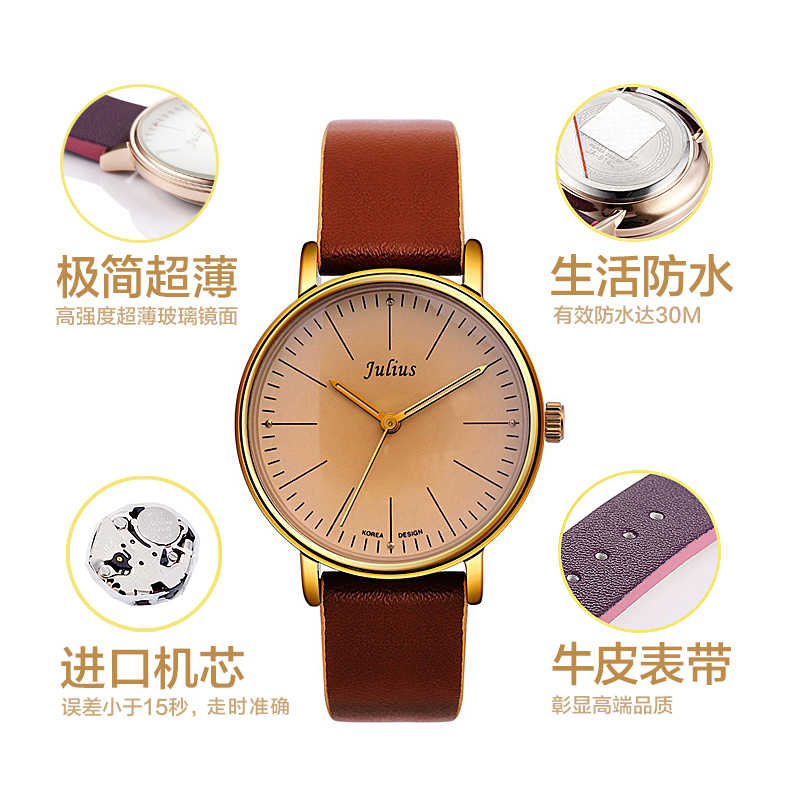 Julius
极简超薄
高强度超薄玻璃镜面
生活防水
有效防水达30M
Julius
KOREA DESIGN
进口机芯
误差小于15秒，走时准确
牛皮表带
彰显高端品质